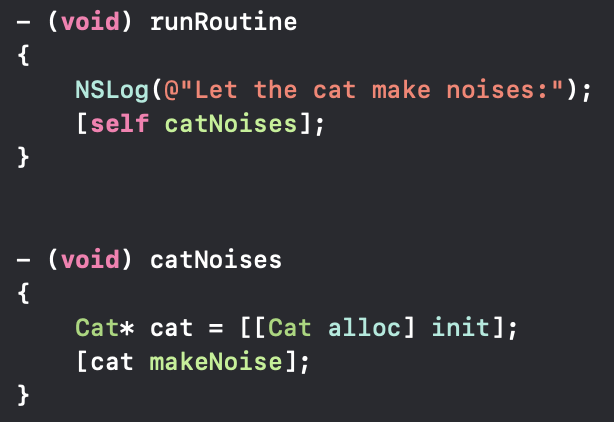 - (void) runRoutine
{
    NSLog(@"Let the cat make noises:");
    [self catNoises];
}
- (void) catNoises
{
    Cat* cat = [[Cat alloc] init];
    [cat makeNoise];
}